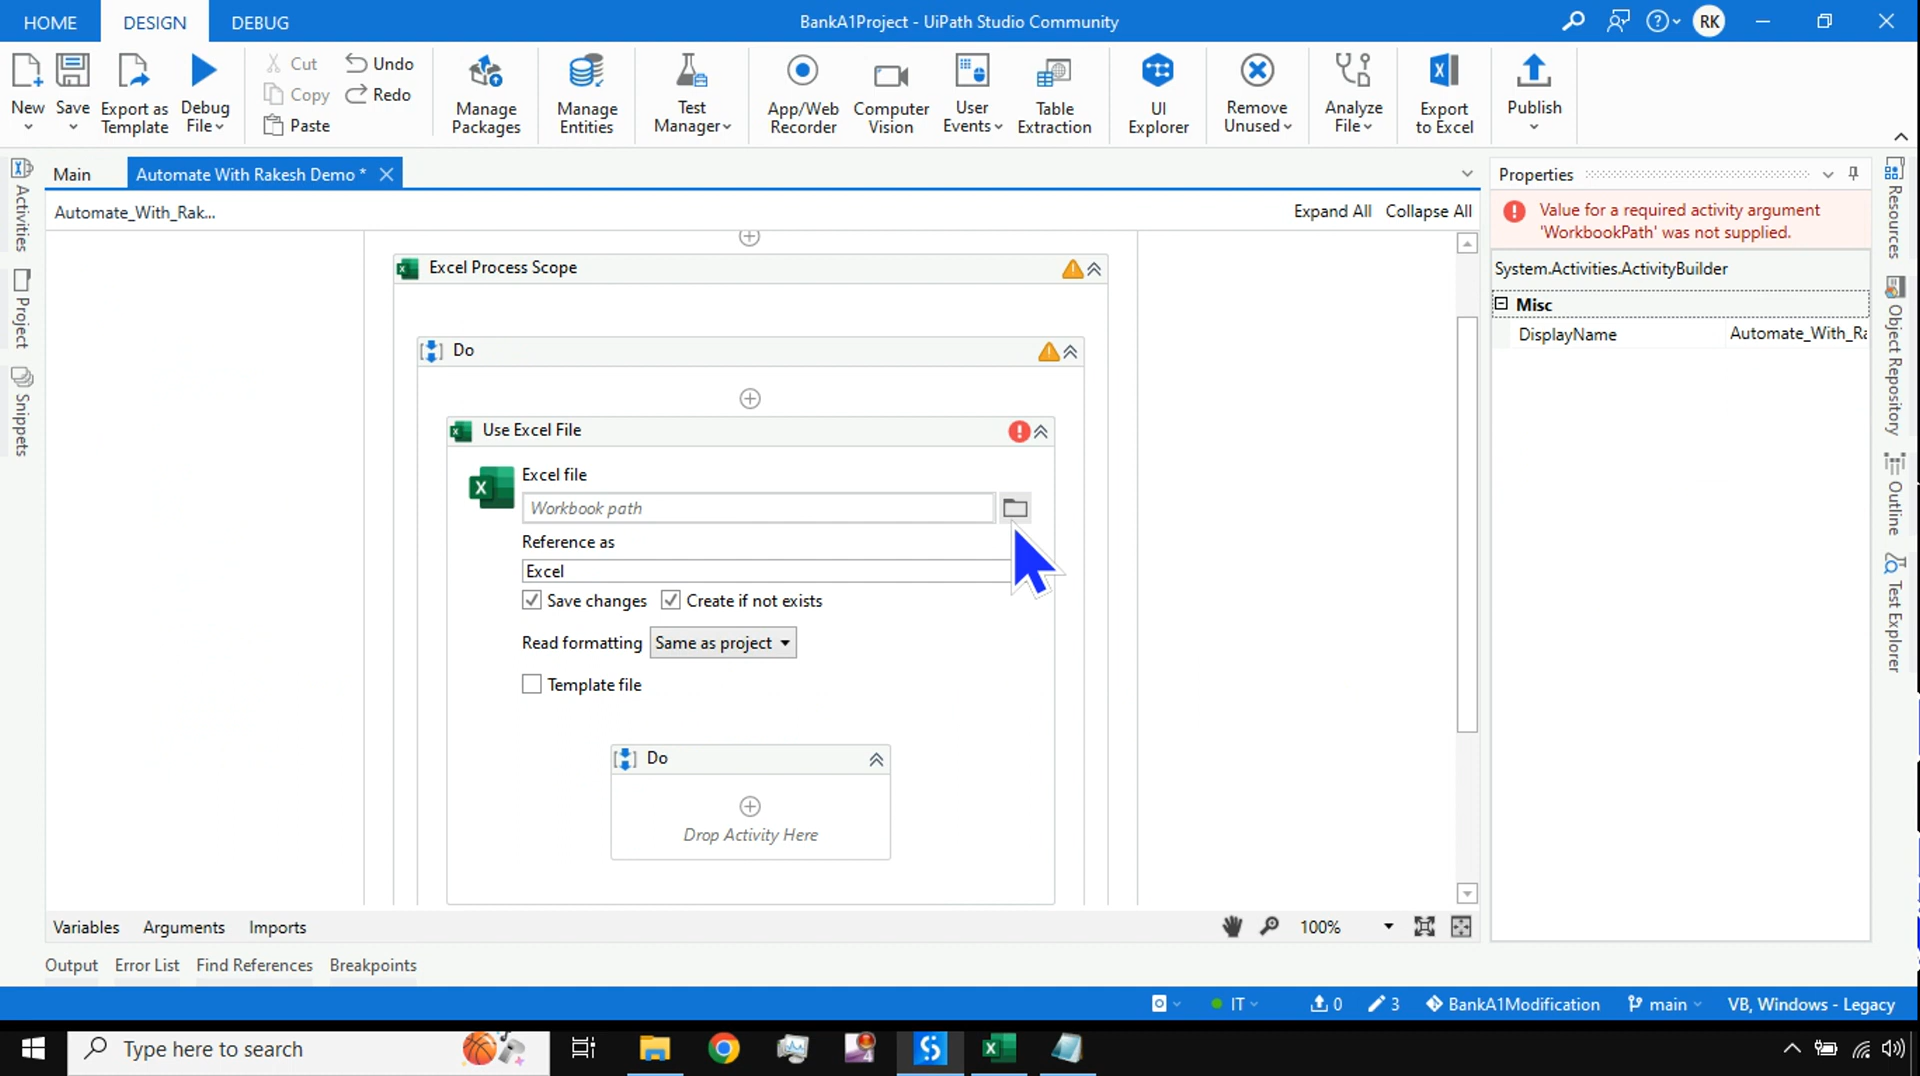 HOME
DESIGN
DEBUG
BankA1Project - UiPath Studio Community
RK
New
Save
Export as
Template
Debug
File
Cut
Copy
Paste
Undo
Redo
Manage
Packages
Manage
Entities
Test
Manager
App/Web
Recorder
Computer
Vision
User
Events
Table
Extraction
UI
Explorer
Remove
Unused
Analyze
File
Export
to Excel
Publish
Activities
Project
Snippets
Main
Automate With Rakesh Demo *
Automate_With_Rak...
Expand All
Collapse All
Excel Process Scope
Do
Use Excel File
Excel file
Workbook path
Reference as
Excel
Save changes
Create if not exists
Read formatting
Same as project
Template file
Do
Drop Activity Here
Properties
Value for a required activity argument
'WorkbookPath' was not supplied.
System.Activities.ActivityBuilder
Misc
DisplayName
Automate_With_Ra
Resources
Object Repository
Outline
Test Explorer
Variables
Arguments
Imports
100%
Output
Error List
Find References
Breakpoints
IT
0
3
BankA1Modification
main
VB, Windows - Legacy
Type here to search
4